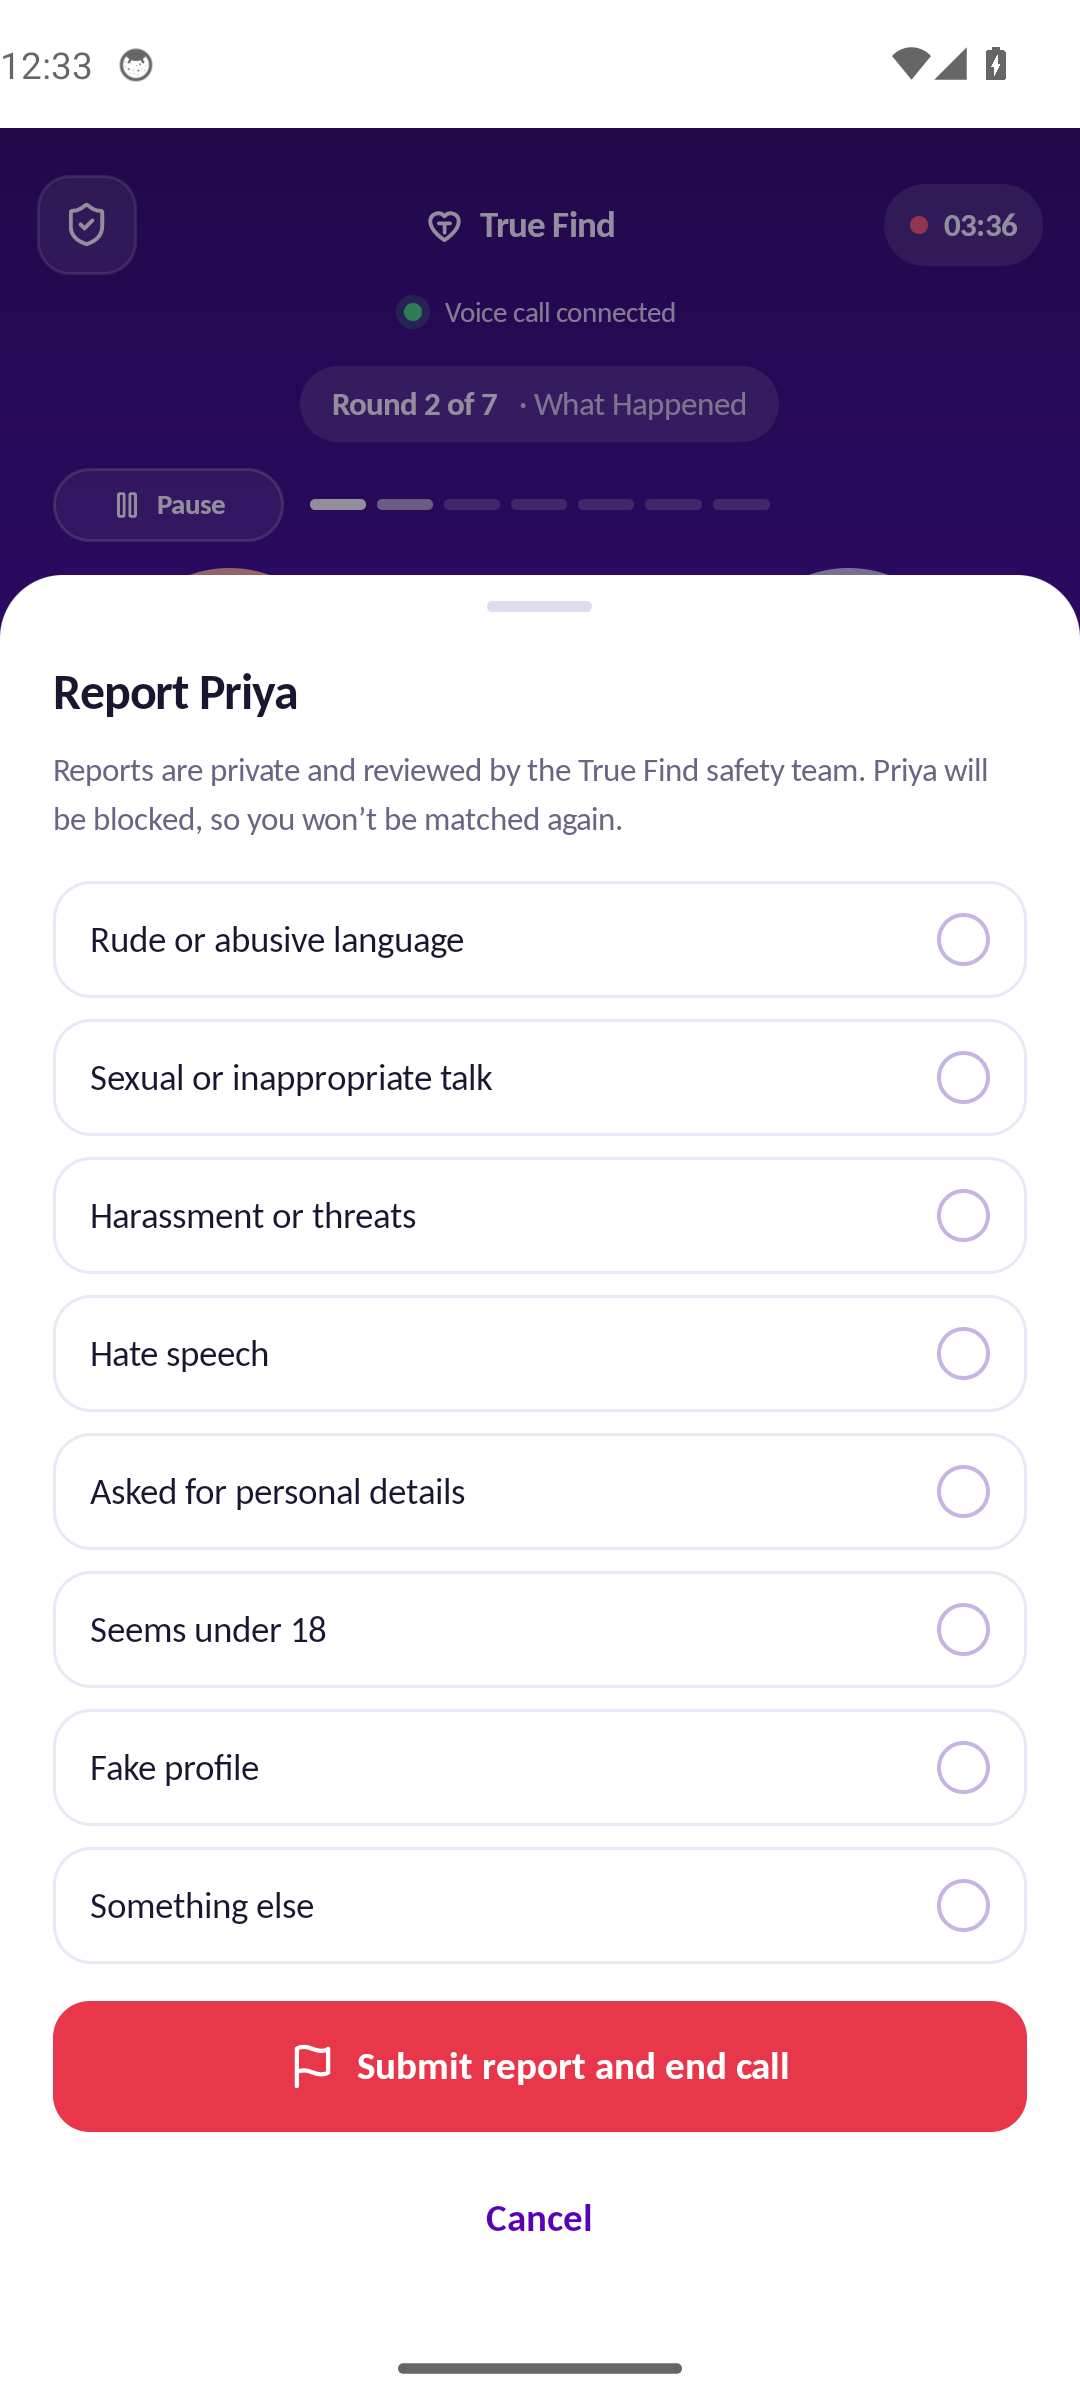 12:33
True Find
03:36
Voice call connected
Round 2 of 7 · What Happened
Pause
Report Priya
Reports are private and reviewed by the True Find safety team. Priya will
be blocked, so you won’t be matched again.
Rude or abusive language
Sexual or inappropriate talk
Harassment or threats
Hate speech
Asked for personal details
Seems under 18
Fake profile
Something else
Submit report and end call
Cancel